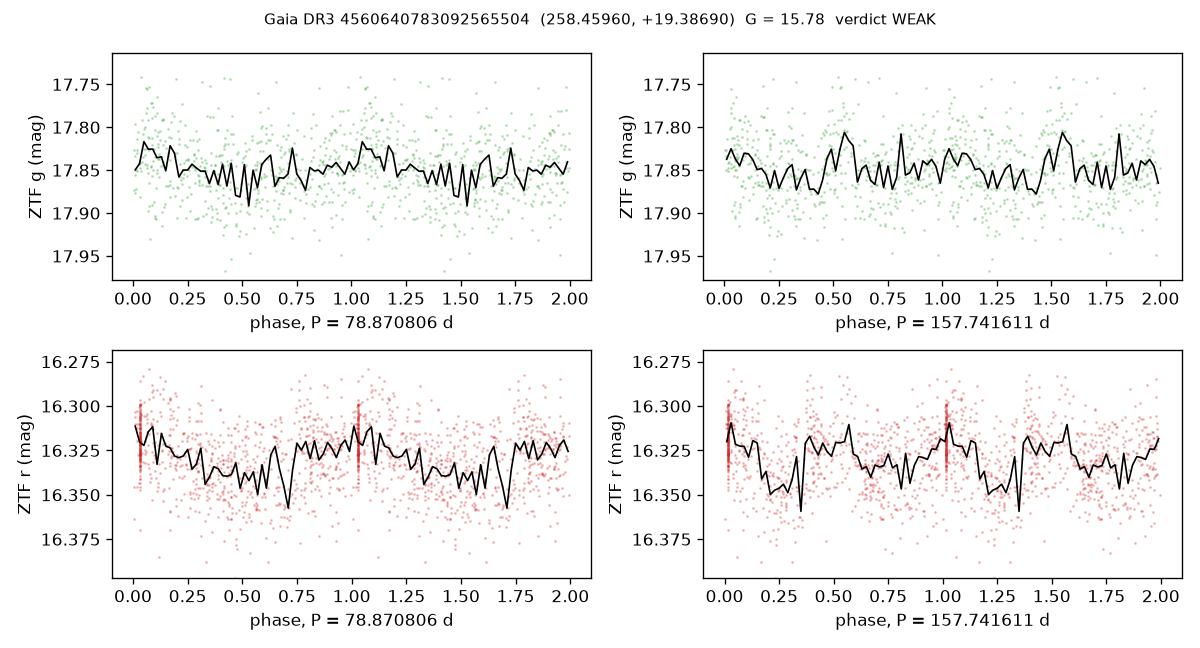 Gaia DR3 4560640783092565504 (258.45960, +19.38690) G = 15.78 verdict WEAK
ZTF g (mag)
17.75
17.80
17.85
17.90
17.95
0.00 0.25 0.50 0.75 1.00 1.25 1.50 1.75 2.00
phase, P = 78.870806 d
ZTF g (mag)
17.75
17.80
17.85
17.90
17.95
0.00 0.25 0.50 0.75 1.00 1.25 1.50 1.75 2.00
phase, P = 157.741611 d
ZTF r (mag)
16.275
16.300
16.325
16.350
16.375
0.00 0.25 0.50 0.75 1.00 1.25 1.50 1.75 2.00
phase, P = 78.870806 d
ZTF r (mag)
16.275
16.300
16.325
16.350
16.375
0.00 0.25 0.50 0.75 1.00 1.25 1.50 1.75 2.00
phase, P = 157.741611 d